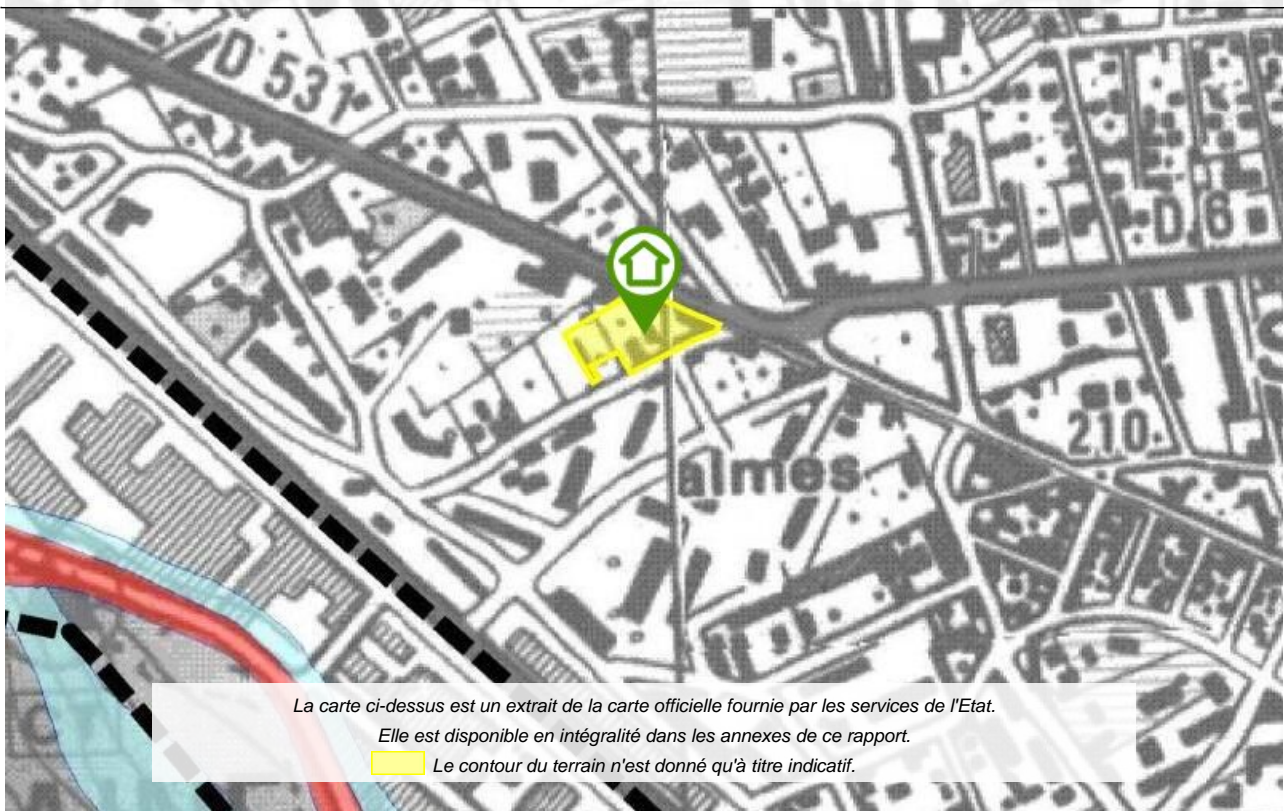 D 531
D 6
210
almes
La carte ci-dessus est un extrait de la carte officielle fournie par les services de l'Etat.
Elle est disponible en intégralité dans les annexes de ce rapport.
Le contour du terrain n'est donné qu'à titre indicatif.